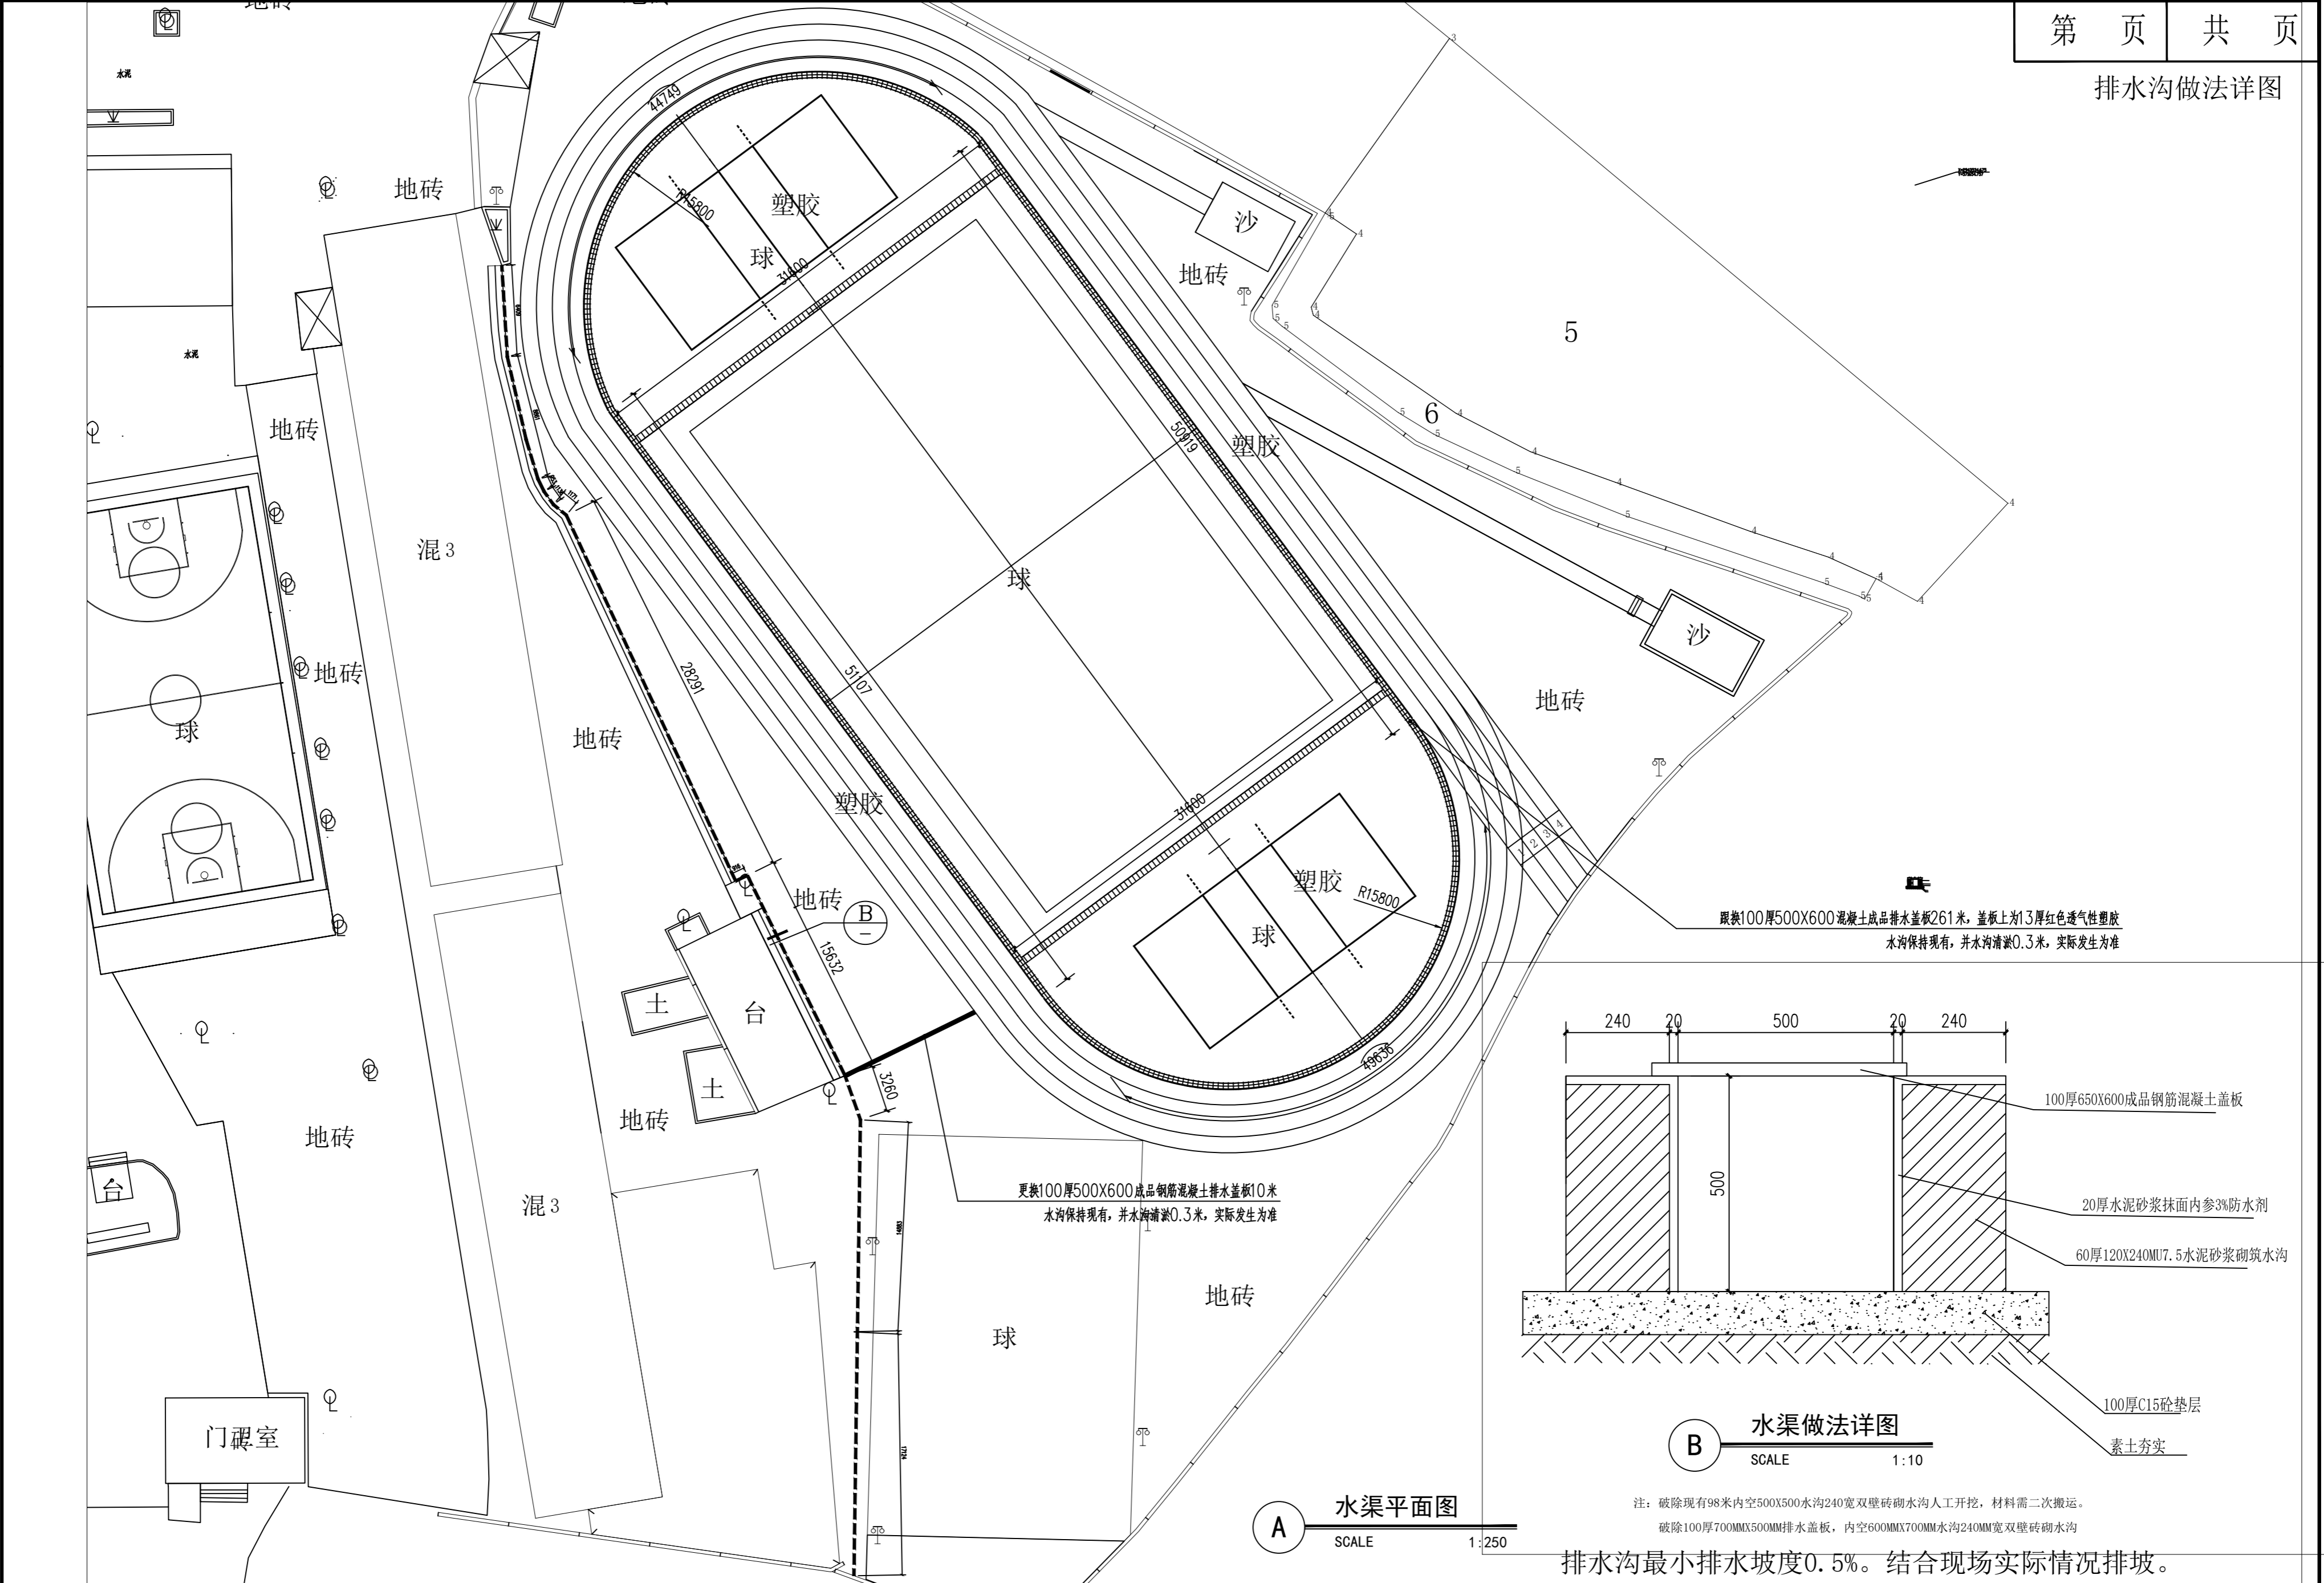 第 页 共 页
排水沟做法详图
水泥
44749
地砖
R15800
塑胶
球
31600
沙
地砖
5
水泥
6
地砖
50919
塑胶
混3
球
沙
28291
51107
地砖
地砖
地砖
球
塑胶
31600
1 2 3 4
塑胶
R15800
地砖
B
球
跟换100厚500X600混凝土成品排水盖板261米，盖板上为13厚红色透气性塑胶
水沟保持现有，并水沟清淤0.3米，实际发生为准
15632
土
台
土
49636
3260
地砖
地砖
台
混3
更换100厚500X600成品钢筋混凝土排水盖板10米
水沟保持现有，并水沟清淤0.3米，实际发生为准
14883
地砖
球
17124
门卫室
砖
240 20 500 20 240
500
100厚650X600成品钢筋混凝土盖板
20厚水泥砂浆抹面内参3%防水剂
60厚120X240MU7.5水泥砂浆砌筑水沟
100厚C15砼垫层
素土夯实
B 水渠做法详图
SCALE 1:10
A 水渠平面图
SCALE 1:250
注：破除现有98米内空500X500水沟240宽双壁砖砌水沟人工开挖，材料需二次搬运。
破除100厚700MMX500MM排水盖板，内空600MMX700MM水沟240MM宽双壁砖砌水沟
排水沟最小排水坡度0.5%。结合现场实际情况排坡。